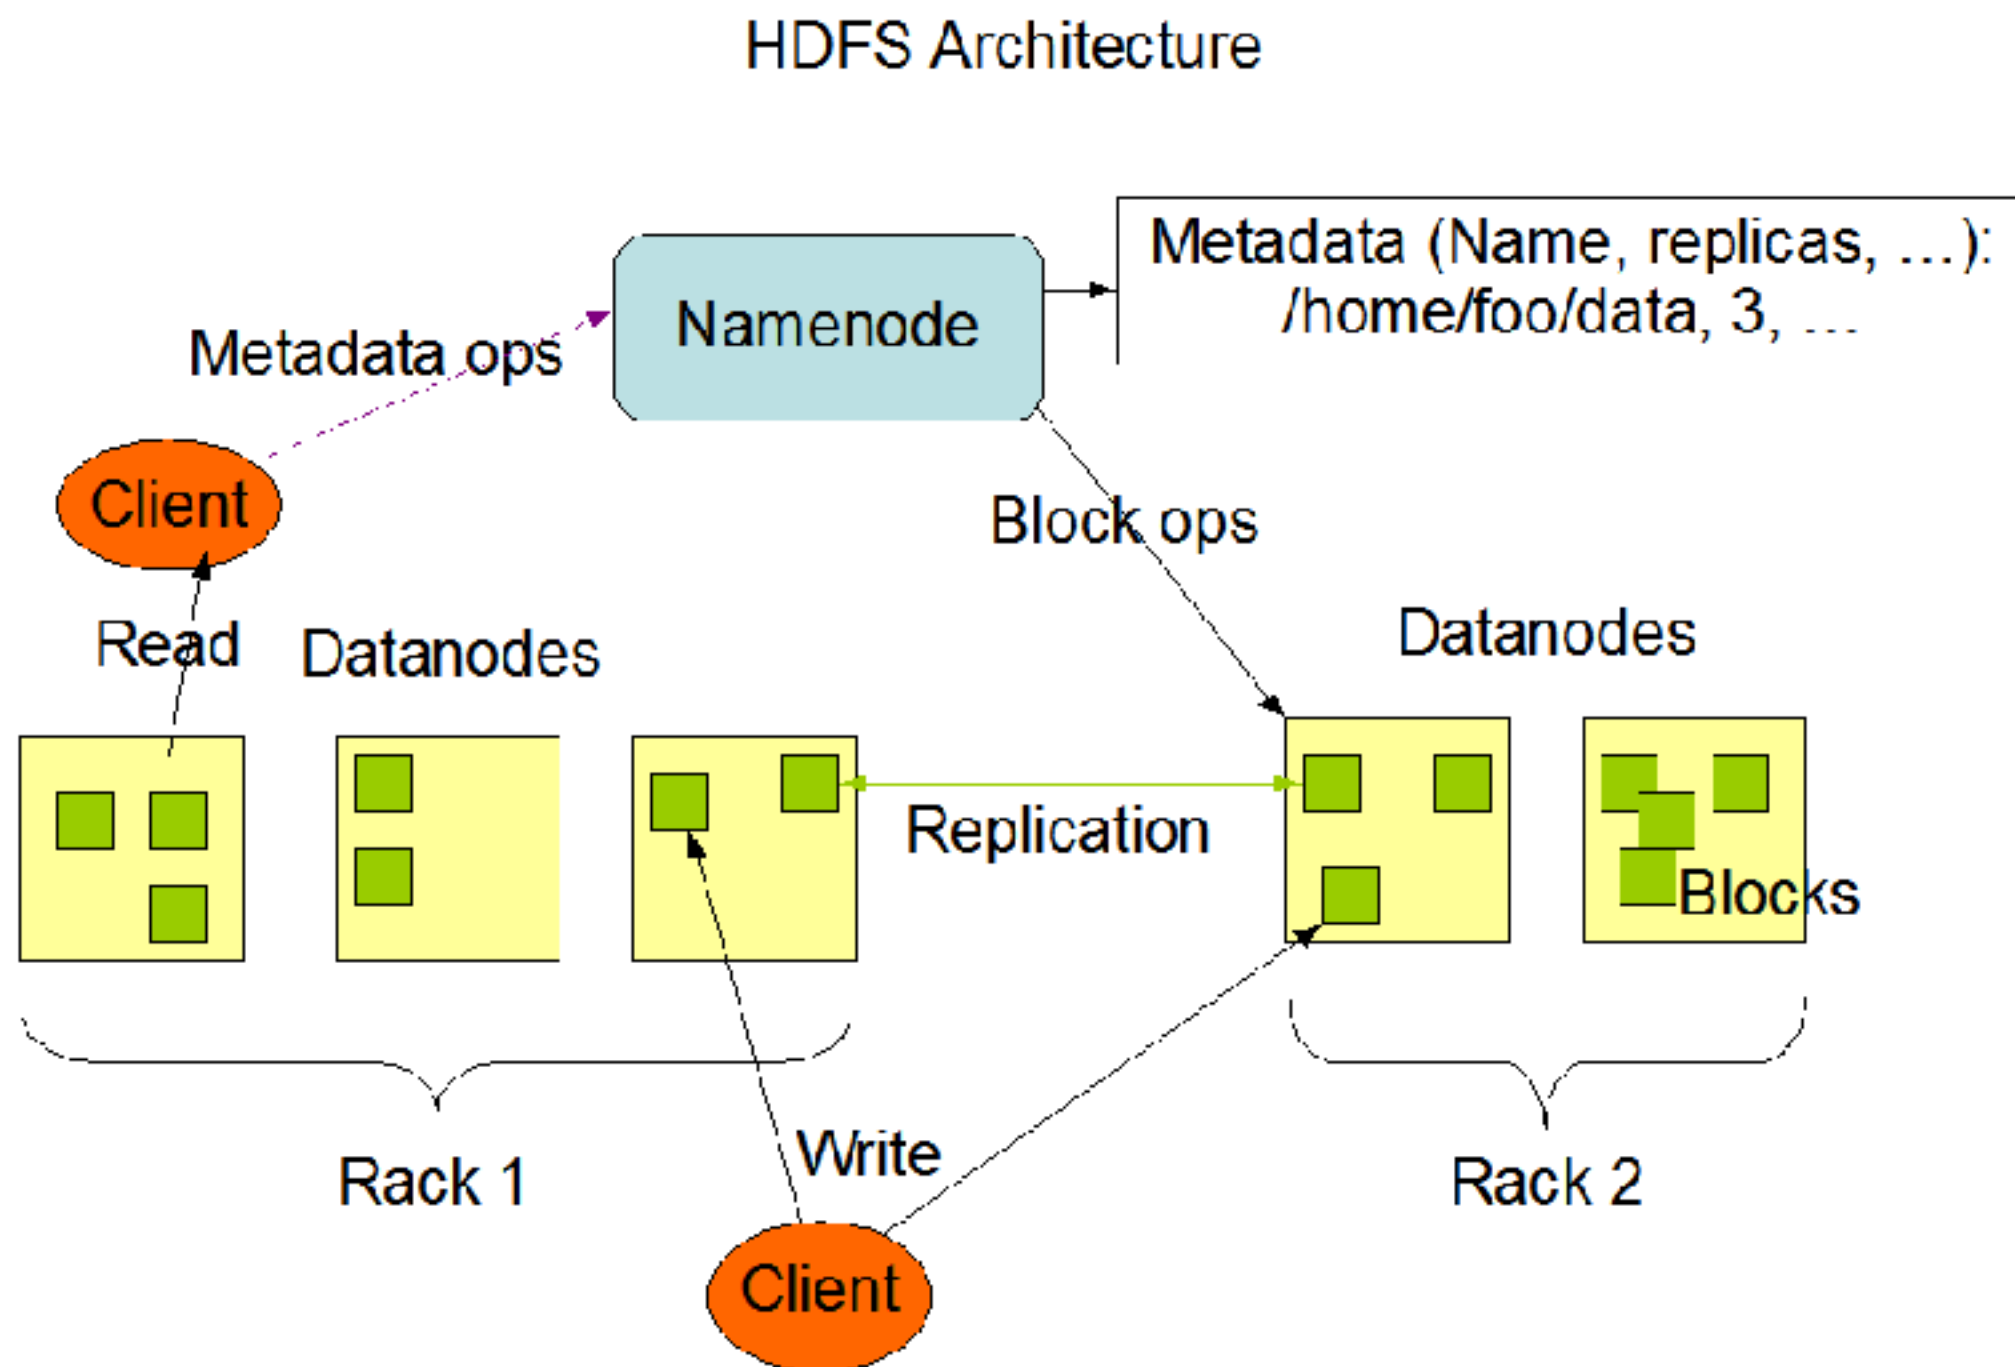 HDFS Architecture
Metadata (Name, replicas, ...):
/home/foo/data, 3, ...
Namenode
Metadata ops
Client
Block ops
Read
Datanodes
Datanodes
Replication
Blocks
Rack 1
Write
Rack 2
Client